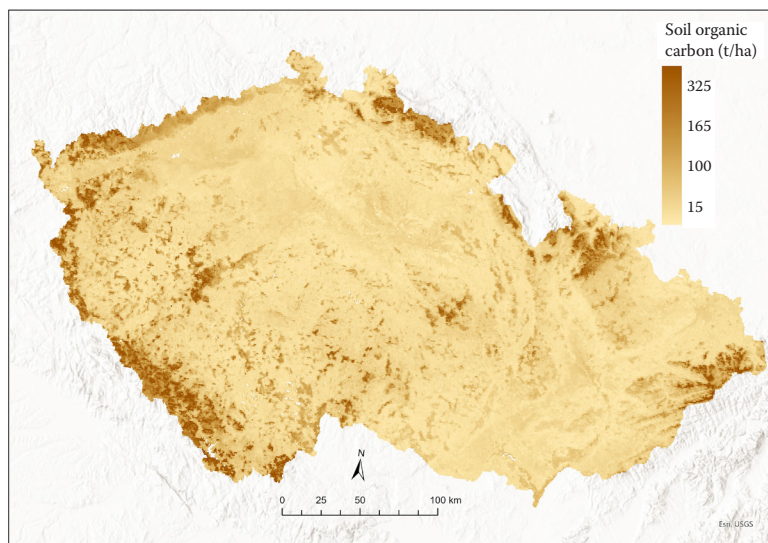 Soil organic
carbon (t/ha)
325
165
100
15
N
0 25 50 100 km
Esri, USGS